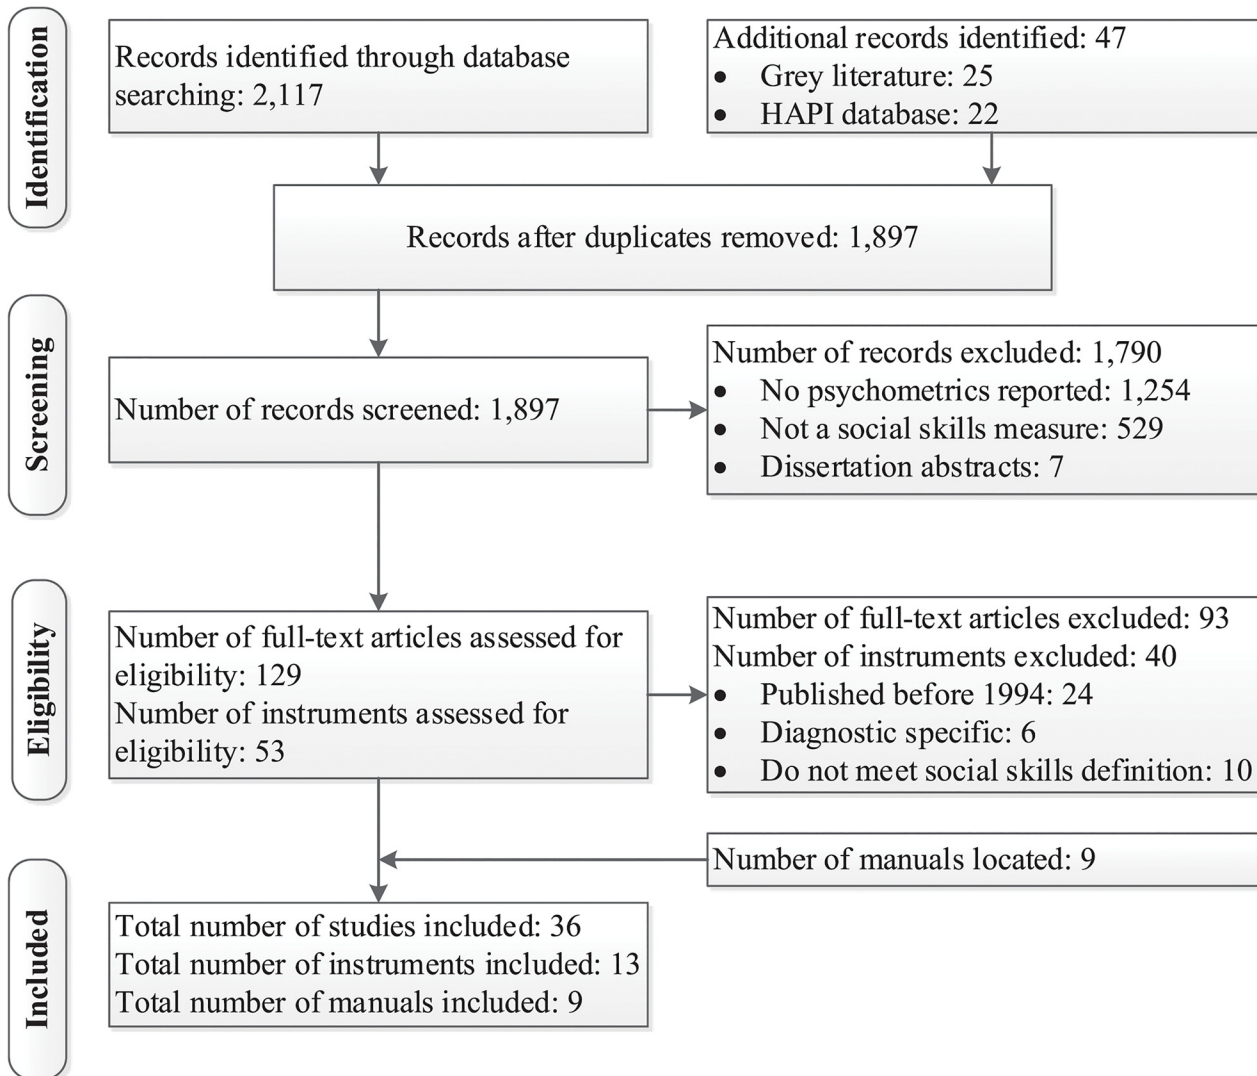 Identification
Records identified through database
searching: 2,117
Additional records identified: 47
• Grey literature: 25
• HAPI database: 22
Records after duplicates removed: 1,897
Screening
Number of records screened: 1,897
Number of records excluded: 1,790
• No psychometrics reported: 1,254
• Not a social skills measure: 529
• Dissertation abstracts: 7
Eligibility
Number of full-text articles assessed for
eligibility: 129
Number of instruments assessed for
eligibility: 53
Number of full-text articles excluded: 93
Number of instruments excluded: 40
• Published before 1994: 24
• Diagnostic specific: 6
• Do not meet social skills definition: 10
Number of manuals located: 9
Included
Total number of studies included: 36
Total number of instruments included: 13
Total number of manuals included: 9